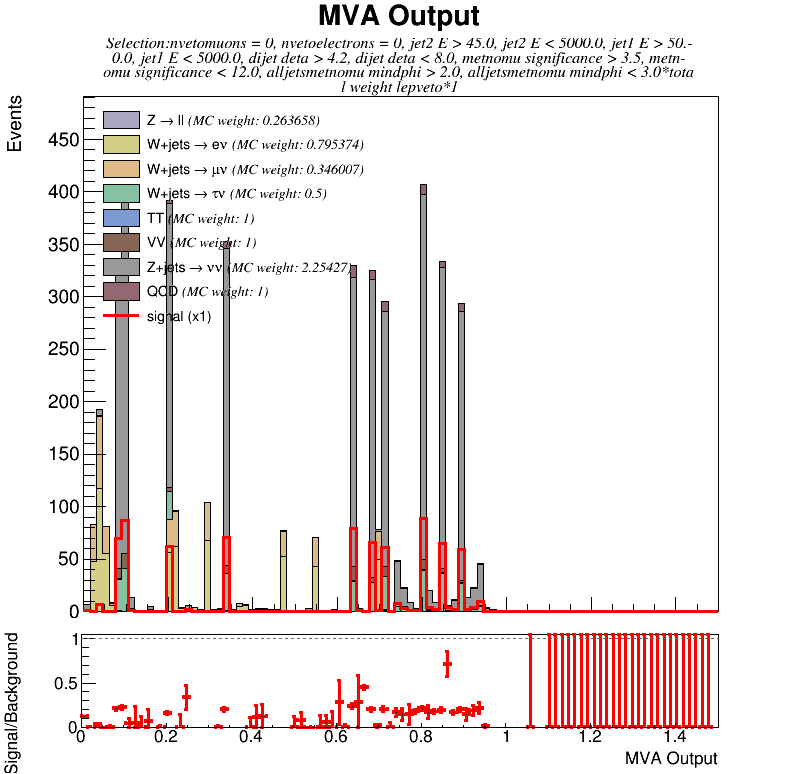 MVA Output
Selection:nvetomuons = 0, nvetoelectrons = 0, jet2 E > 45.0, jet2 E < 5000.0, jet1 E > 50.-
0.0, jet1 E < 5000.0, dijet deta > 4.2, dijet deta < 8.0, metnomu significance > 3.5, metn-
omu significance < 12.0, alljetsmetnomu mindphi > 2.0, alljetsmetnomu mindphi < 3.0*tota
l weight lepveto*1
Events
Z → ll (MC weight: 0.263658)
W+jets → eν (MC weight: 0.795374)
W+jets → μν (MC weight: 0.346007)
W+jets → τν (MC weight: 0.5)
TT (MC weight: 1)
VV (MC weight: 1)
Z+jets → νν (MC weight: 2.25427)
QCD (MC weight: 1)
signal (x1)
450
400
350
300
250
200
150
100
50
0
Signal/Background
1
0.5
0
0 0.2 0.4 0.6 0.8 1 1.2 1.4
MVA Output